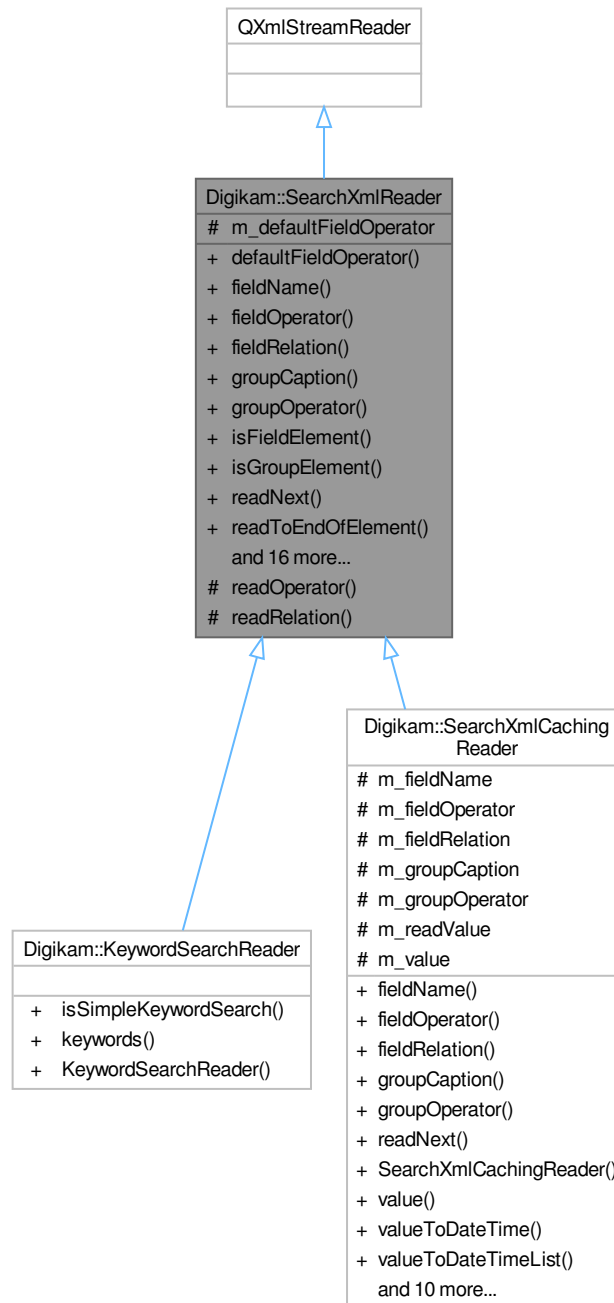 QXmlStreamReader
Digikam::SearchXmlReader
# m_defaultFieldOperator
+ defaultFieldOperator()
+ fieldName()
+ fieldOperator()
+ fieldRelation()
+ groupCaption()
+ groupOperator()
+ isFieldElement()
+ isGroupElement()
+ readNext()
+ readToEndOfElement()
and 16 more...
# readOperator()
# readRelation()
Digikam::KeywordSearchReader
+ isSimpleKeywordSearch()
+ keywords()
+ KeywordSearchReader()
Digikam::SearchXmlCaching
Reader
# m_fieldName
# m_fieldOperator
# m_fieldRelation
# m_groupCaption
# m_groupOperator
# m_readValue
# m_value
+ fieldName()
+ fieldOperator()
+ fieldRelation()
+ groupCaption()
+ groupOperator()
+ readNext()
+ SearchXmlCachingReader()
+ value()
+ valueToDateTime()
+ valueToDateTimeList()
and 10 more...